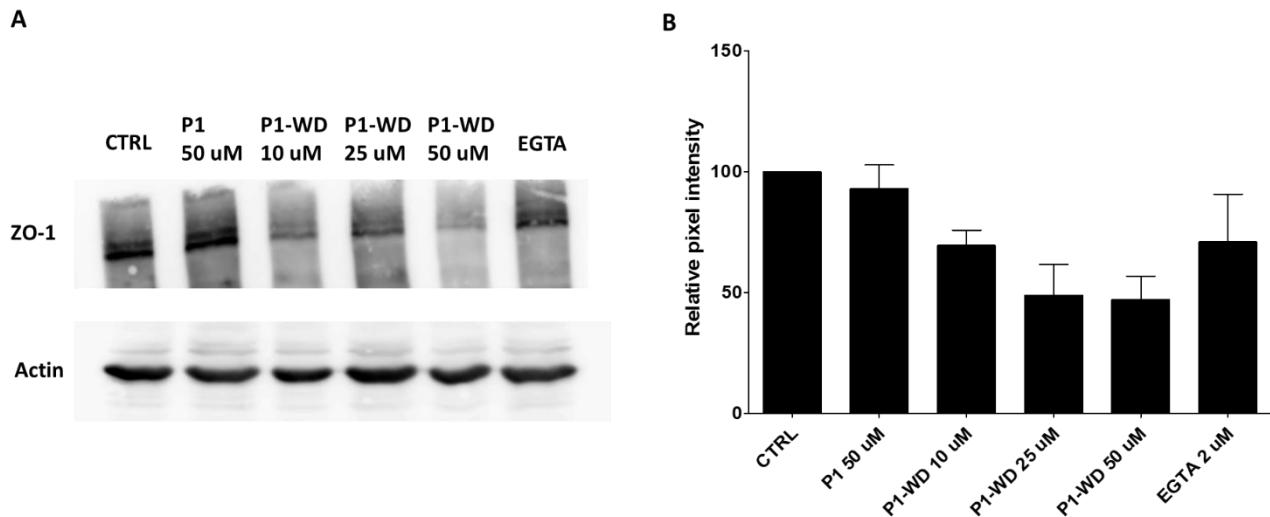 A
CTRL
P1
50 uM
P1-WD
10 uM
P1-WD
25 uM
P1-WD
50 uM
EGTA
ZO-1
Actin
B
Relative pixel intensity
150
100
50
0
CTRL
P1 50 uM
P1-WD 10 uM
P1-WD 25 uM
P1-WD 50 uM
EGTA 2 uM